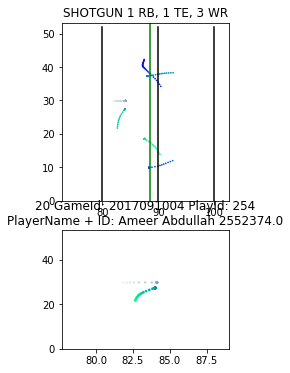 SHOTGUN 1 RB, 1 TE, 3 WR
50
40
30
20
10
0
80 90 100
20 GameId: 2017091004 PlayId: 254
PlayerName + ID: Ameer Abdullah 2552374.0
40
20
0
80.0 82.5 85.0 87.5